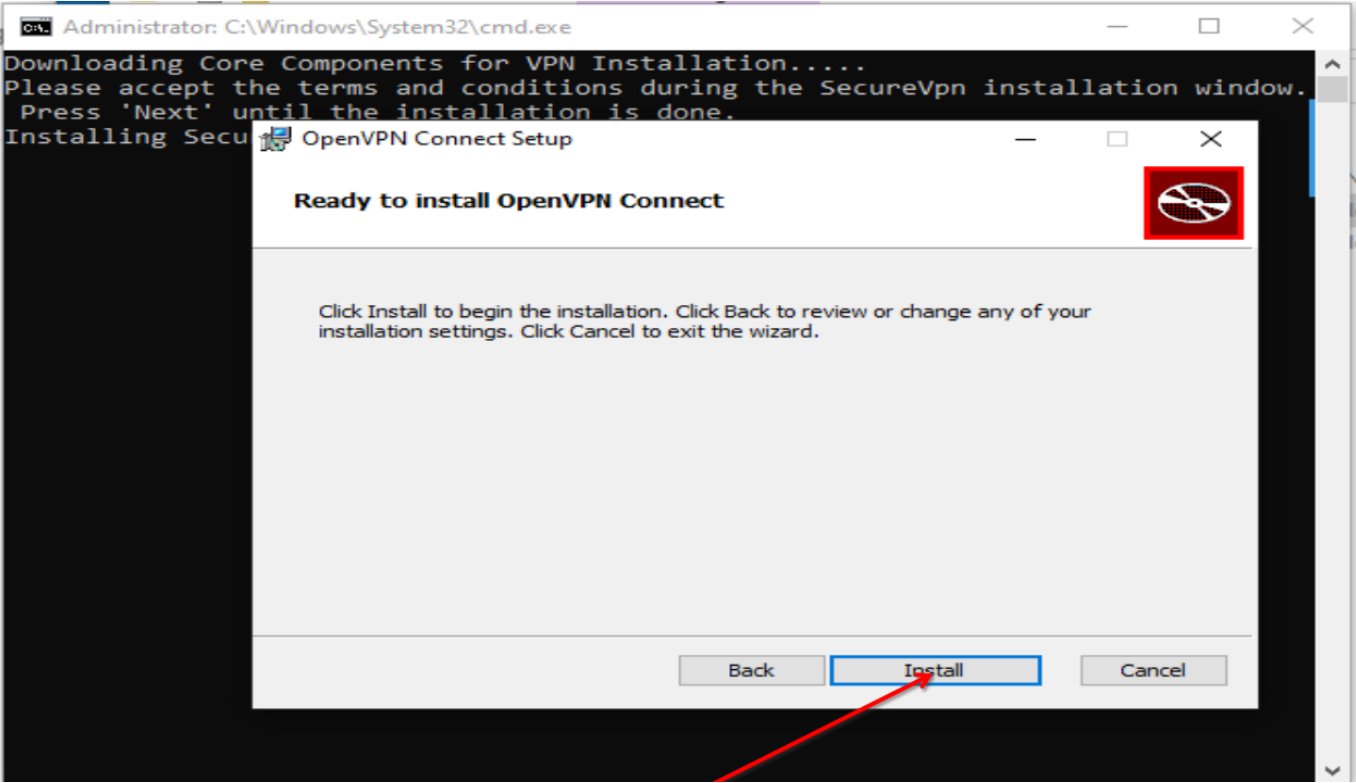 Administrator: C:\Windows\System32\cmd.exe
Downloading Core Components for VPN Installation.....
Please accept the terms and conditions during the SecureVpn installation window.
Press 'Next' until the installation is done.
Installing Secu
OpenVPN Connect Setup
Ready to install OpenVPN Connect
Click Install to begin the installation. Click Back to review or change any of your
installation settings. Click Cancel to exit the wizard.
Back Install Cancel